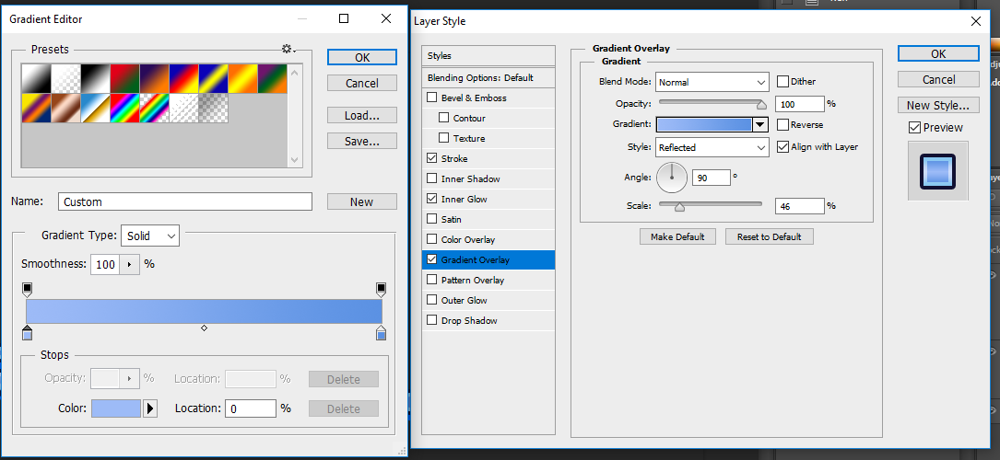 Gradient Editor
Presets
OK
Cancel
Load...
Save...
Name: Custom
New
Gradient Type: Solid
Smoothness: 100 %
Stops
Opacity: % Location: % Delete
Color: Location: 0 % Delete
Layer Style
Styles
Blending Options: Default
Bevel & Emboss
Contour
Texture
Stroke
Inner Shadow
Inner Glow
Satin
Color Overlay
Gradient Overlay
Pattern Overlay
Outer Glow
Drop Shadow
Gradient Overlay
Gradient
Blend Mode: Normal Dither
Opacity: 100 %
Gradient: Reverse
Style: Reflected Align with Layer
Angle: 90 °
Scale: 46 %
Make Default Reset to Default
OK
Cancel
New Style...
Preview